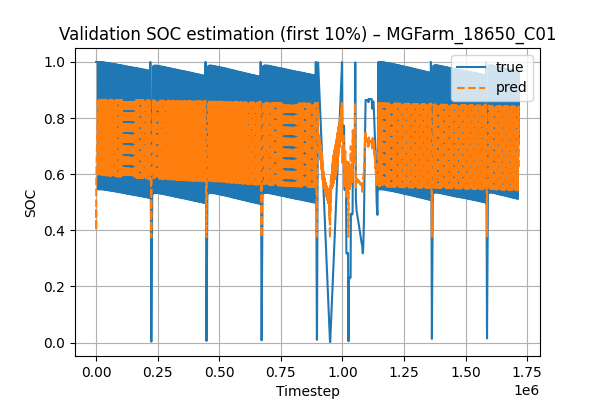 Validation SOC estimation (first 10%) – MGFarm_18650_C01
true
pred
1.0
0.8
0.6
0.4
0.2
0.0
SOC
0.00 0.25 0.50 0.75 1.00 1.25 1.50 1.75
1e6
Timestep